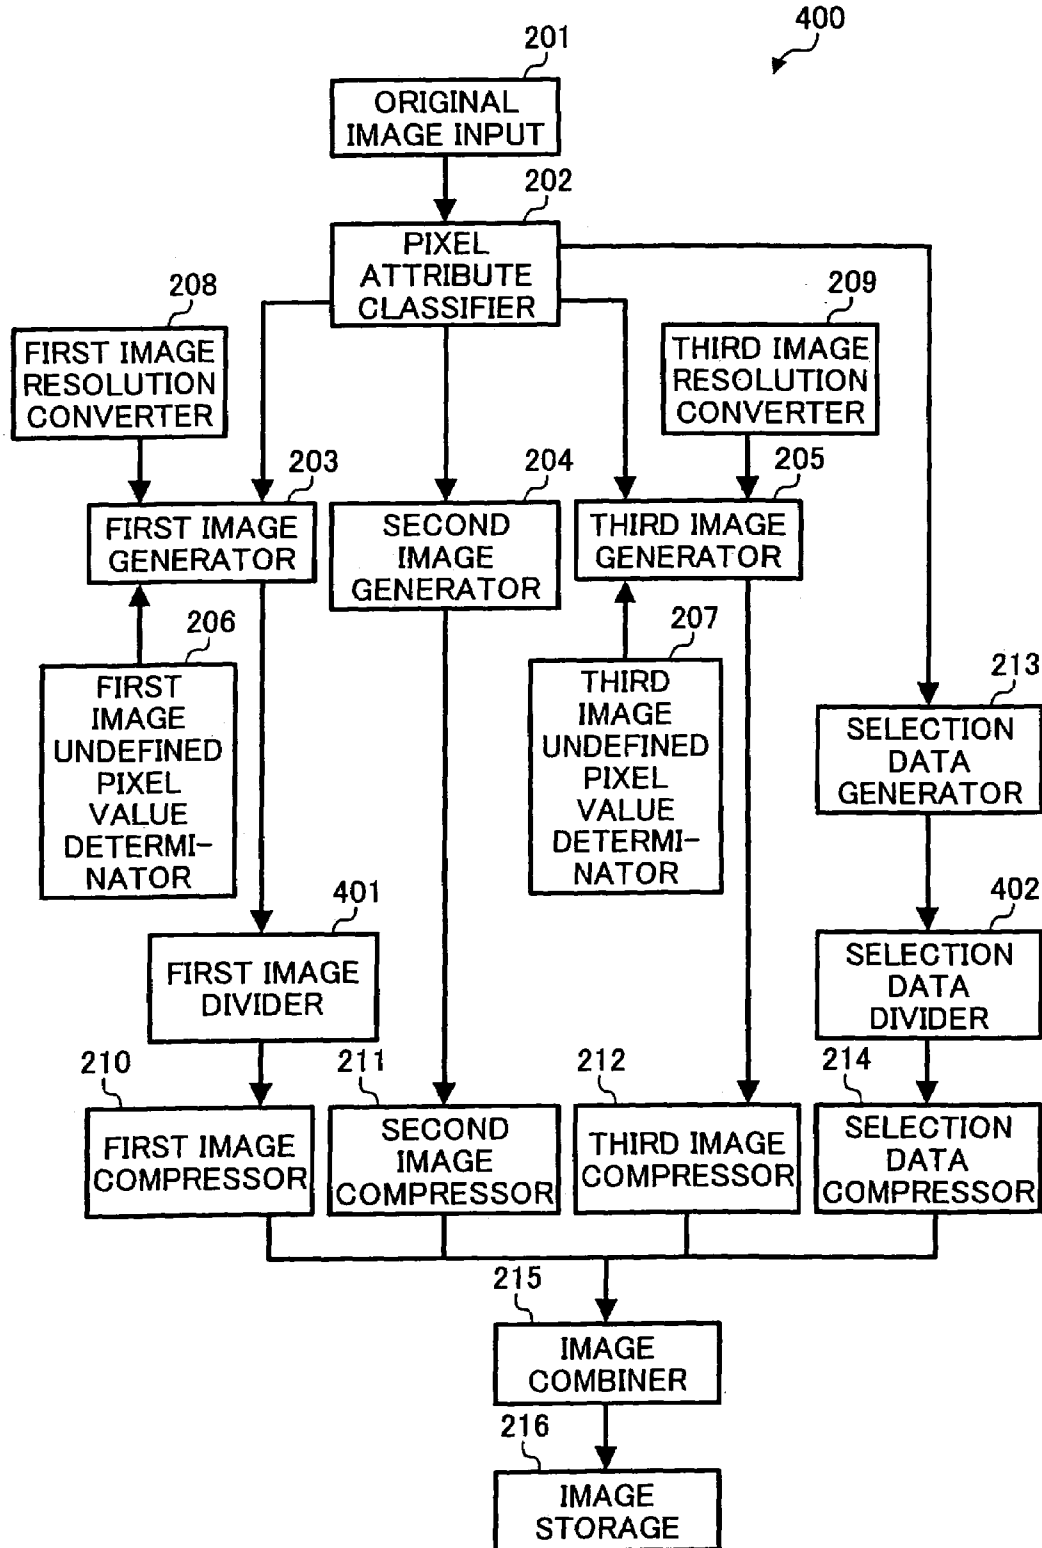 400
201
ORIGINAL
IMAGE INPUT
202
PIXEL
ATTRIBUTE
CLASSIFIER
208
FIRST IMAGE
RESOLUTION
CONVERTER
209
THIRD IMAGE
RESOLUTION
CONVERTER
203
FIRST IMAGE
GENERATOR
204
SECOND
IMAGE
GENERATOR
205
THIRD IMAGE
GENERATOR
206
FIRST
IMAGE
UNDEFINED
PIXEL
VALUE
DETERMI-
NATOR
207
THIRD
IMAGE
UNDEFINED
PIXEL
VALUE
DETERMI-
NATOR
213
SELECTION
DATA
GENERATOR
401
FIRST IMAGE
DIVIDER
402
SELECTION
DATA
DIVIDER
210
FIRST IMAGE
COMPRESSOR
211
SECOND
IMAGE
COMPRESSOR
212
THIRD IMAGE
COMPRESSOR
214
SELECTION
DATA
COMPRESSOR
215
IMAGE
COMBINER
216
IMAGE
STORAGE